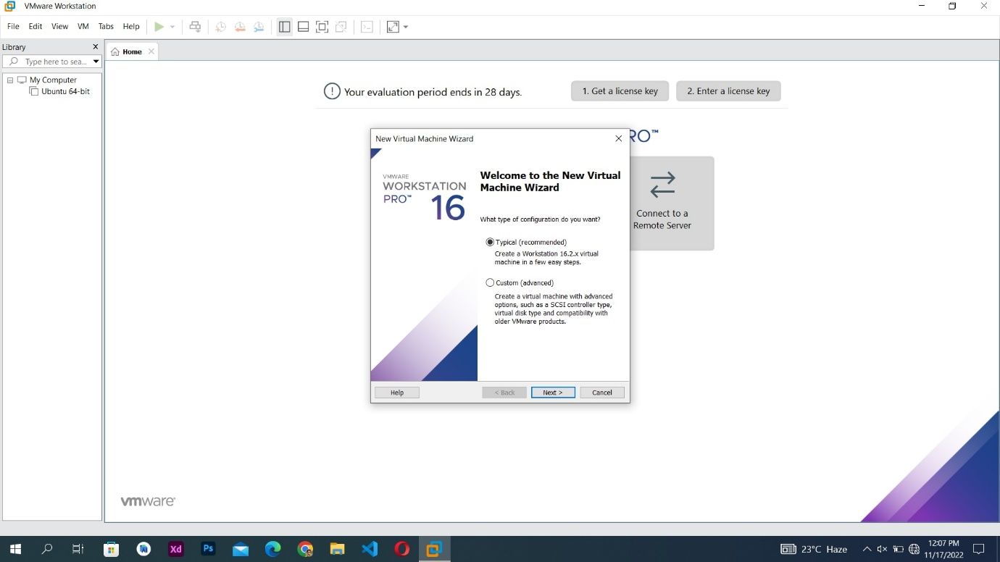 VMware Workstation
File Edit View VM Tabs Help
Library
Type here to sea...
My Computer
Ubuntu 64-bit
Home
Your evaluation period ends in 28 days.
1. Get a license key
2. Enter a license key
RO™
Connect to a
Remote Server
New Virtual Machine Wizard
VMWARE
WORKSTATION
PRO™ 16
Welcome to the New Virtual
Machine Wizard
What type of configuration do you want?
Typical (recommended)
Create a Workstation 16.2.x virtual
machine in a few easy steps.
Custom (advanced)
Create a virtual machine with advanced
options, such as a SCSI controller type,
virtual disk type and compatibility with
older VMware products.
Help
< Back
Next >
Cancel
vmware®
Xd
Ps
23°C Haze
12:07 PM
11/17/2022